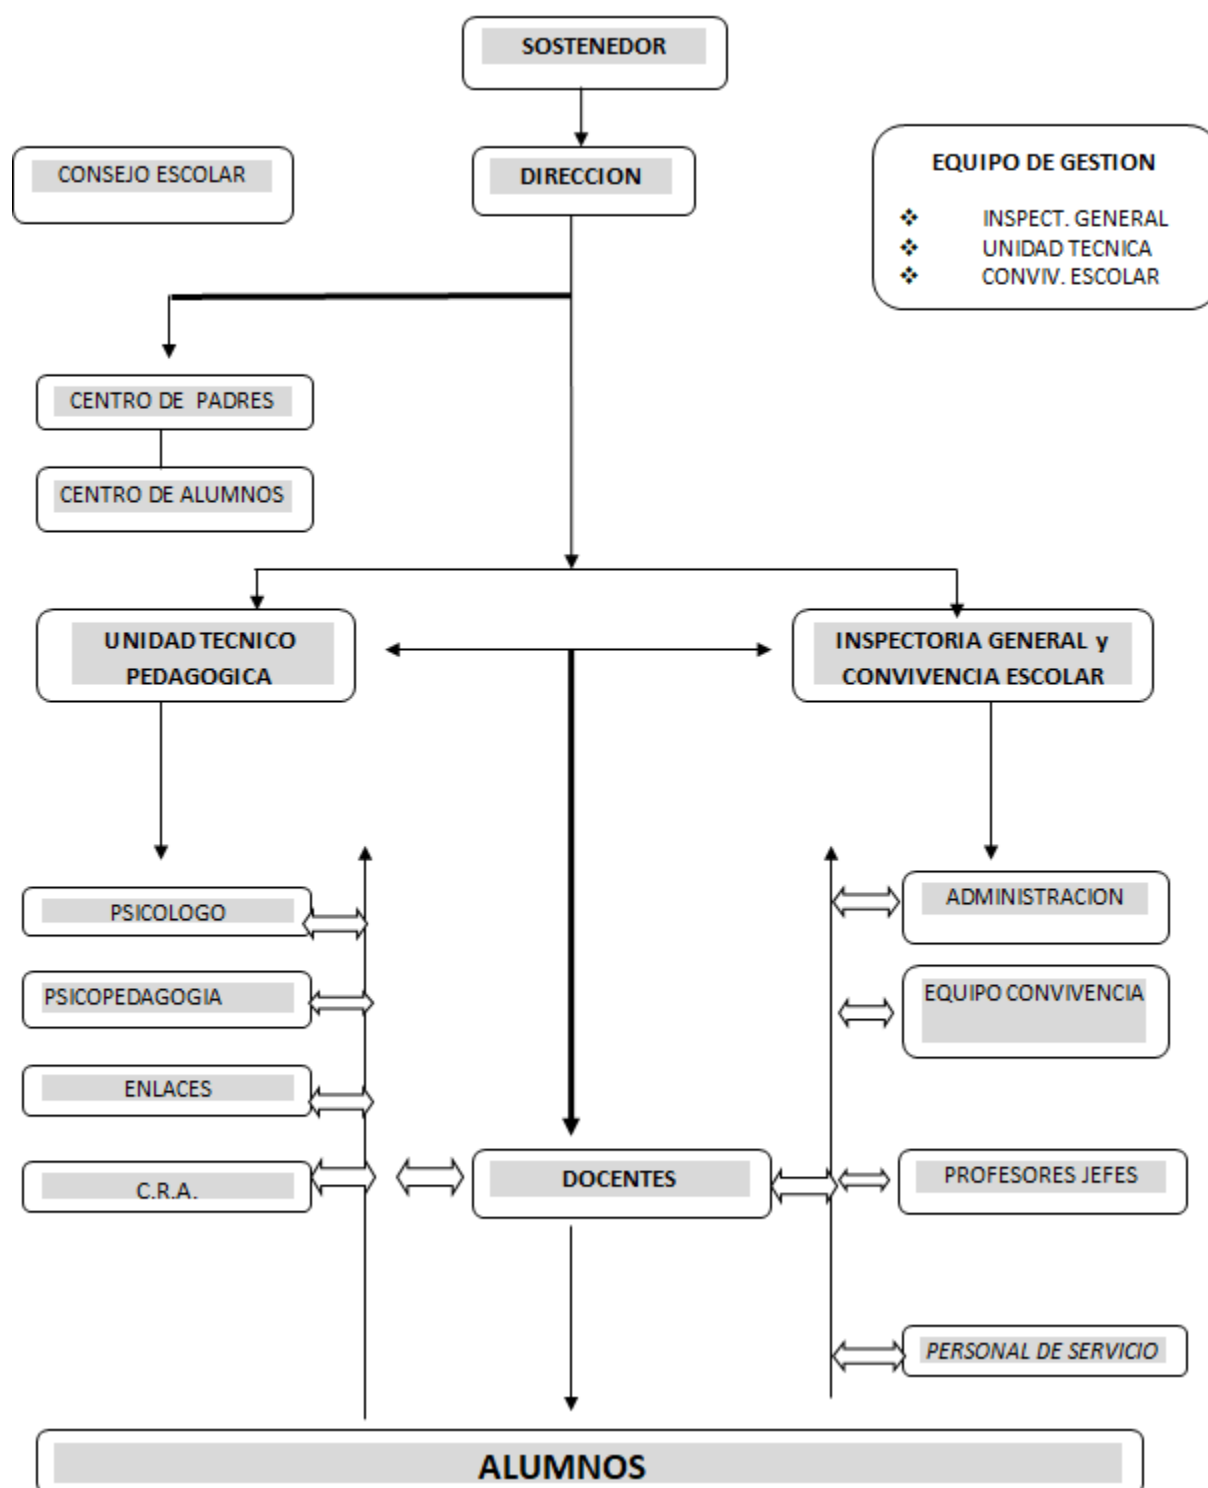 SOSTENEDOR
CONSEJO ESCOLAR
DIRECCION
EQUIPO DE GESTION
❖ INSPECT. GENERAL
❖ UNIDAD TECNICA
❖ CONVIV. ESCOLAR
CENTRO DE PADRES
CENTRO DE ALUMNOS
UNIDAD TECNICO
PEDAGOGICA
INSPECTORIA GENERAL y
CONVIVENCIA ESCOLAR
PSICOLOGO
PSICOPEDAGOGIA
ENLACES
C.R.A.
DOCENTES
ADMINISTRACION
EQUIPO CONVIVENCIA
PROFESORES JEFES
PERSONAL DE SERVICIO
ALUMNOS